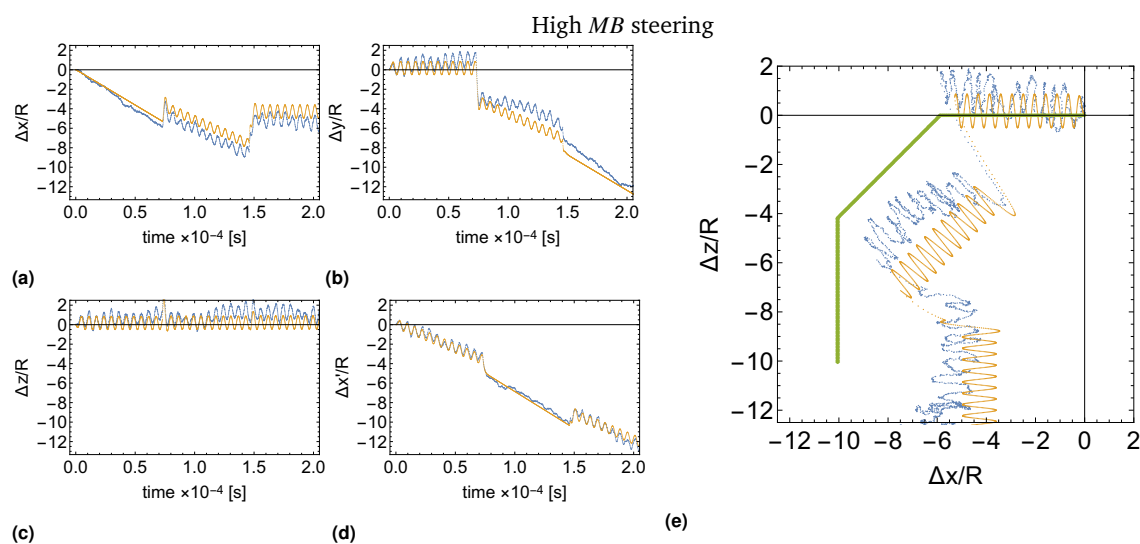 High MB steering
2
0
−2
−4
−6
−8
−10
−12
Δx/R
0.0 0.5 1.0 1.5 2.0
time ×10−4 [s]
(a)
2
0
−2
−4
−6
−8
−10
−12
Δy/R
0.0 0.5 1.0 1.5 2.0
time ×10−4 [s]
(b)
2
0
−2
−4
−6
−8
−10
−12
Δz/R
0.0 0.5 1.0 1.5 2.0
time ×10−4 [s]
(c)
2
0
−2
−4
−6
−8
−10
−12
Δx'/R
0.0 0.5 1.0 1.5 2.0
time ×10−4 [s]
(d)
2
0
−2
−4
−6
−8
−10
−12
Δz/R
−12 −10 −8 −6 −4 −2 0 2
Δx/R
(e)